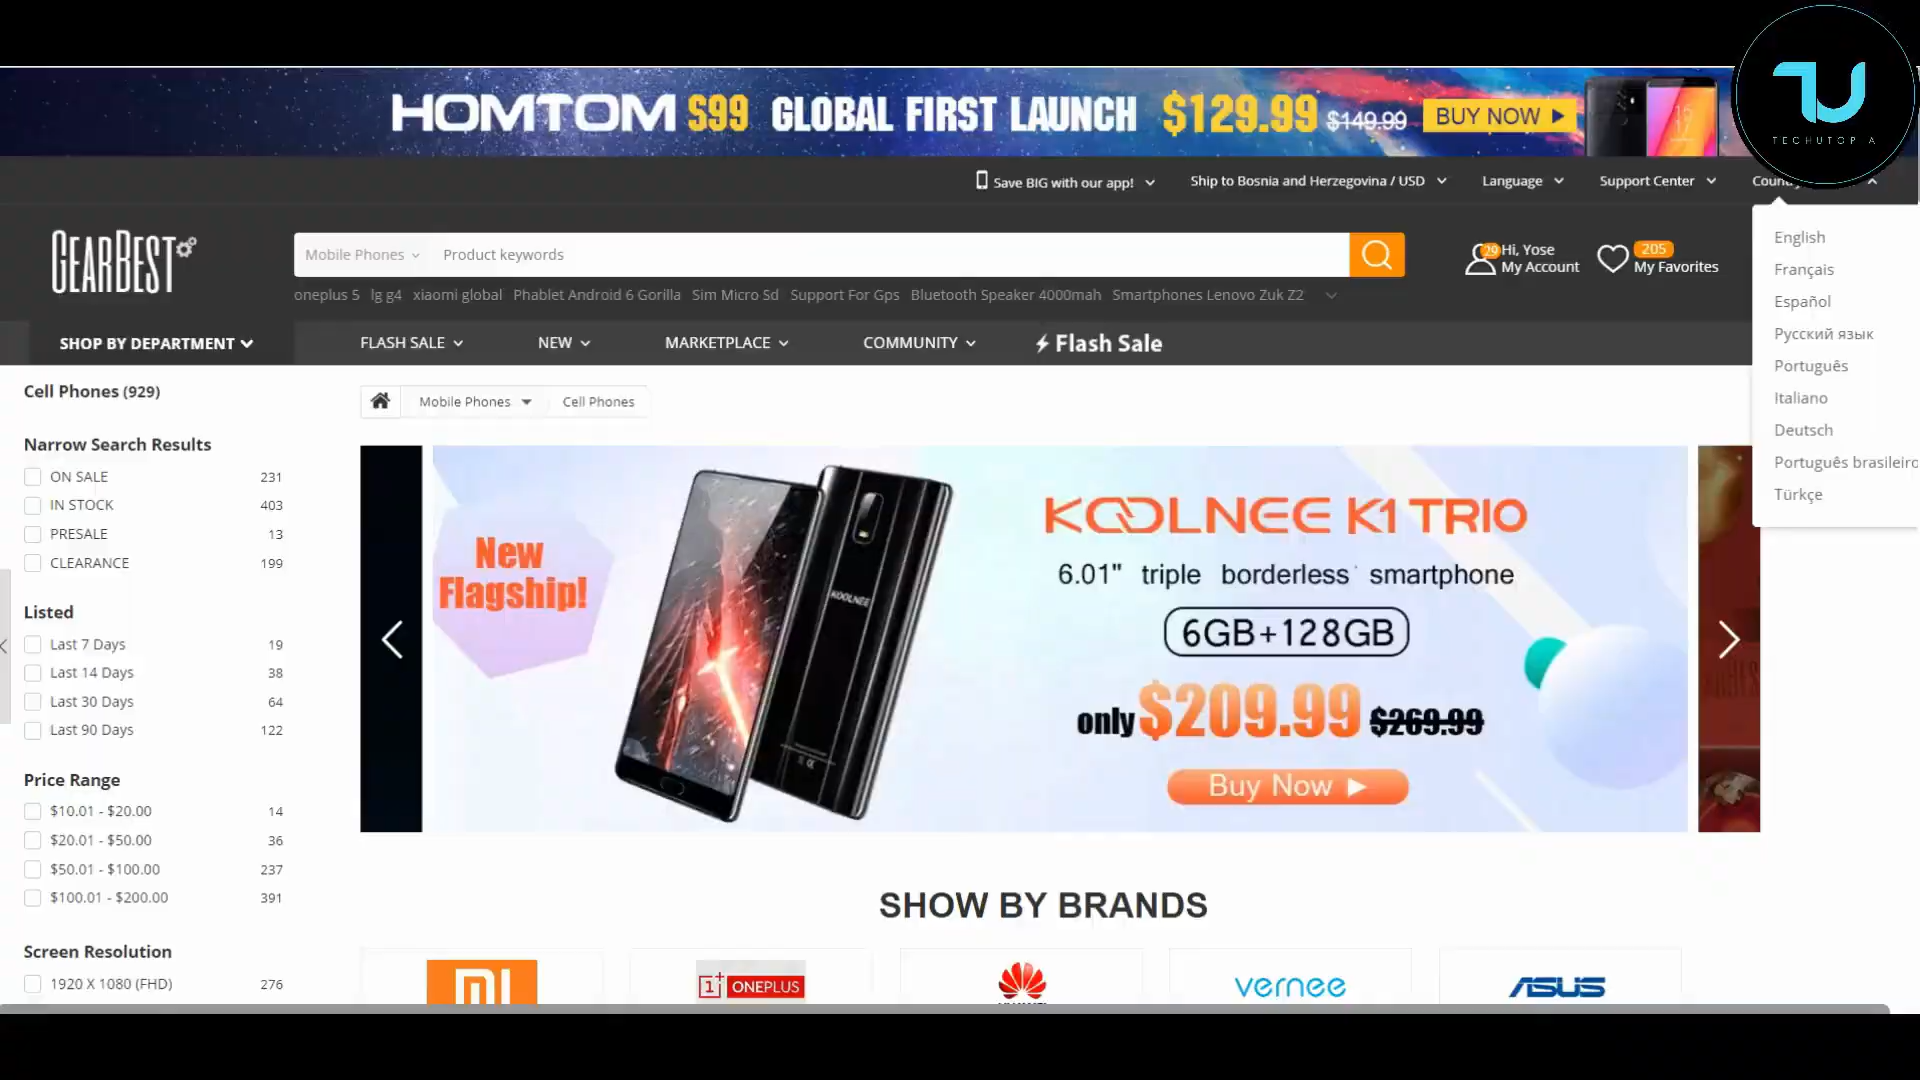 HOMTOM S99 GLOBAL FIRST LAUNCH $129.99 $149.99 BUY NOW
TU
TECHUTOPIA
Save BIG with our app! Ship to Bosnia and Herzegovina / USD Language Support Center
GEARBEST
Mobile Phones Product keywords
29 Hi, Yose
My Account
205
My Favorites
oneplus 5 lg g4 xiaomi global Phablet Android 6 Gorilla Sim Micro Sd Support For Gps Bluetooth Speaker 4000mah Smartphones Lenovo Zuk Z2
SHOP BY DEPARTMENT FLASH SALE NEW MARKETPLACE COMMUNITY Flash Sale
English
Français
Español
Русский язык
Português
Italiano
Deutsch
Português brasileiro
Türkçe
Cell Phones (929)
Narrow Search Results
ON SALE 231
IN STOCK 403
PRESALE 13
CLEARANCE 199
Listed
Last 7 Days 19
Last 14 Days 38
Last 30 Days 64
Last 90 Days 122
Price Range
$10.01 - $20.00 14
$20.01 - $50.00 36
$50.01 - $100.00 237
$100.01 - $200.00 391
Screen Resolution
1920 X 1080 (FHD) 276
Mobile Phones Cell Phones
New
Flagship!
KOOLNEE
KOOLNEE K1 TRIO
6.01" triple borderless smartphone
6GB+128GB
only $209.99 $269.99
Buy Now
SHOW BY BRANDS
MI
1+ ONEPLUS
vernee
ASUS